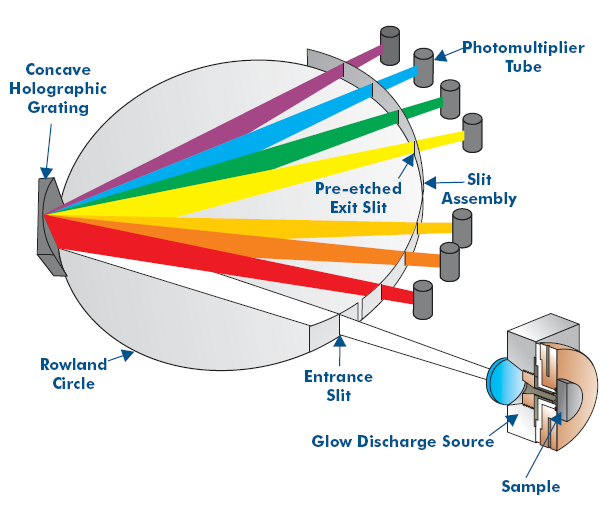 Photomultiplier
Tube
Concave
Holographic
Grating
Pre-etched
Exit Slit
Slit
Assembly
Rowland
Circle
Entrance
Slit
Glow Discharge Source
Sample